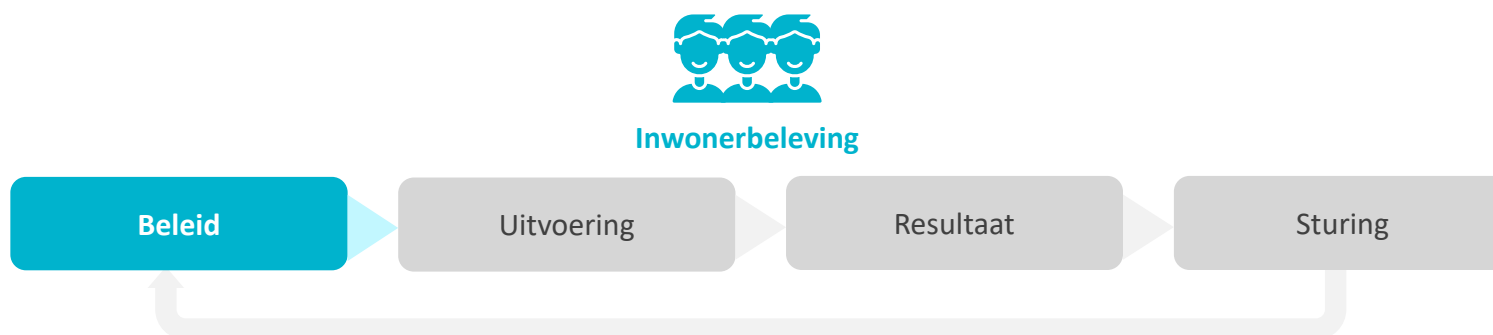 Inwonerbeleving
Beleid
Uitvoering
Resultaat
Sturing